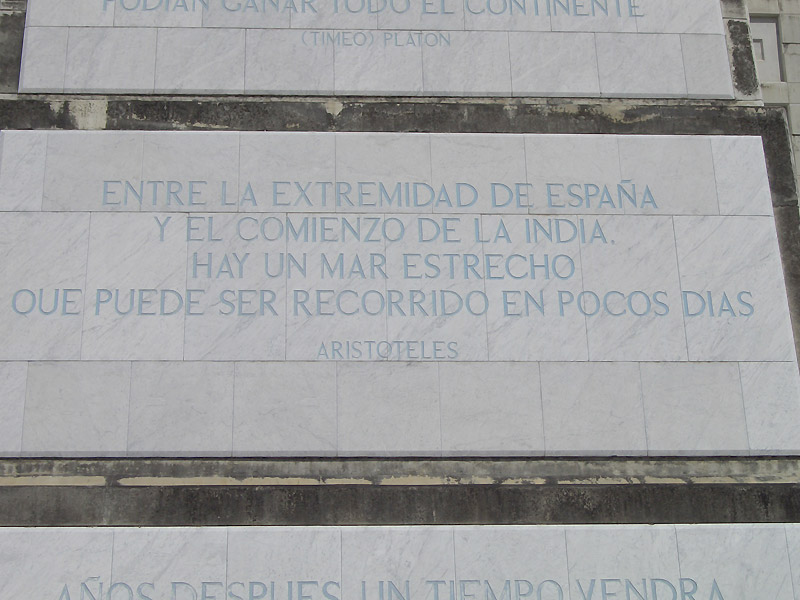 PODIAN GANAR TODO EL CONTINENTE
(TIMEO) PLATON
ENTRE LA EXTREMIDAD DE ESPAÑA
Y EL COMIENZO DE LA INDIA.
HAY UN MAR ESTRECHO
QUE PUEDE SER RECORRIDO EN POCOS DIAS
ARISTOTELES
AÑOS DESPUES UN TIEMPO VENDRA